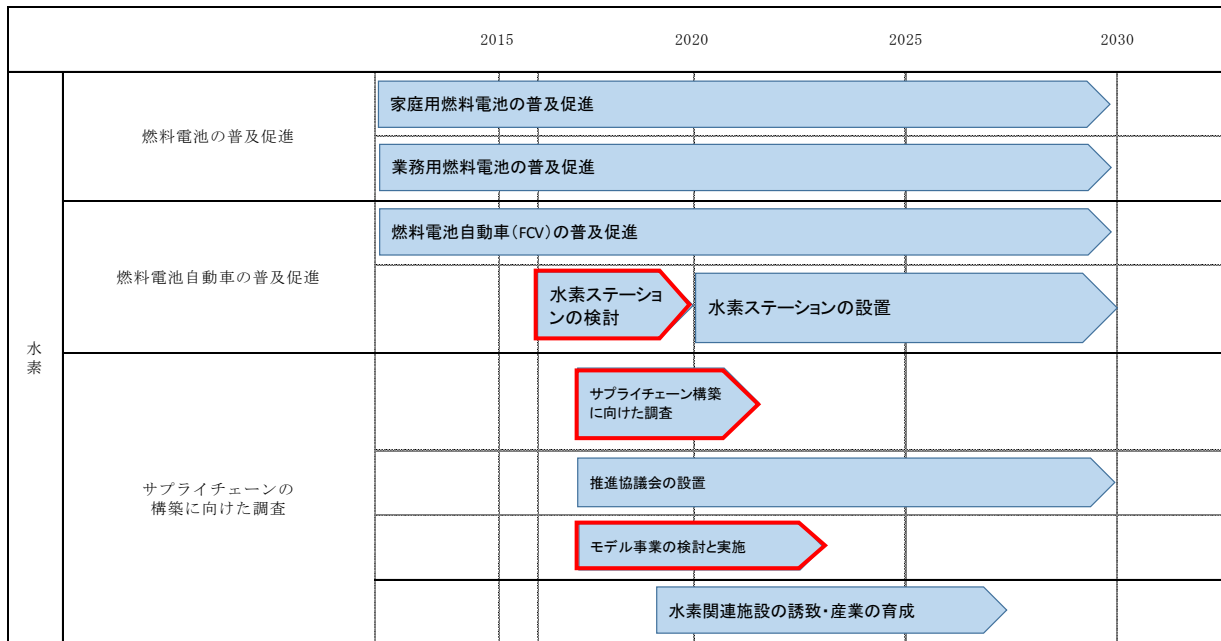 2015
2020
2025
2030
水素
燃料電池の普及促進
家庭用燃料電池の普及促進
業務用燃料電池の普及促進
燃料電池自動車の普及促進
燃料電池自動車(FCV)の普及促進
水素ステーショ
ンの検討
水素ステーションの設置
サプライチェーンの
構築に向けた調査
サプライチェーン構築
に向けた調査
推進協議会の設置
モデル事業の検討と実施
水素関連施設の誘致・産業の育成